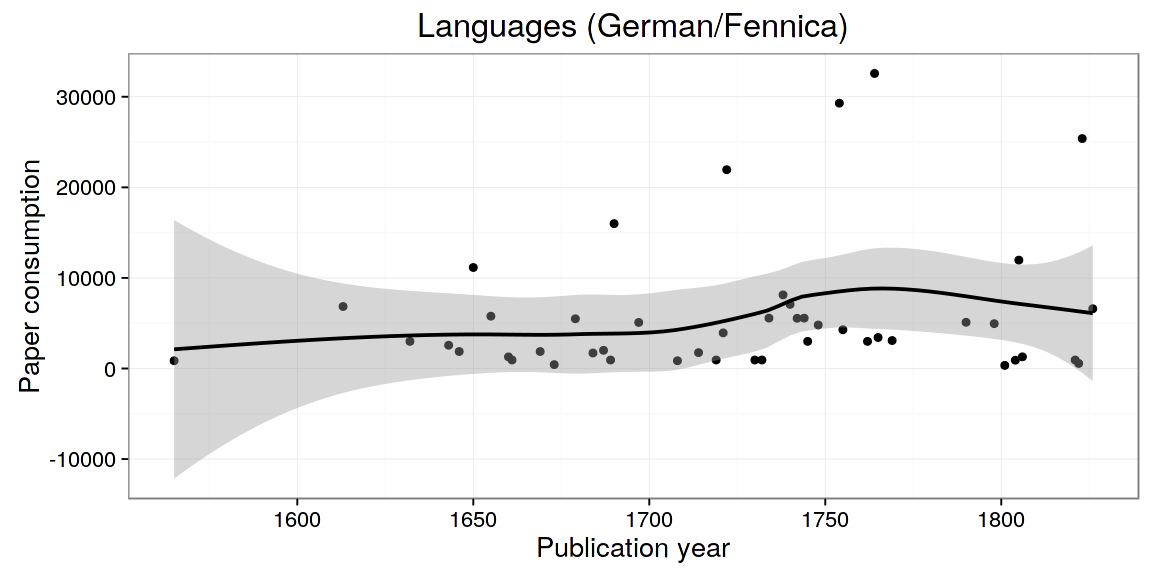 Languages (German/Fennica)
Paper consumption
30000
20000
10000
0
-10000
1600 1650 1700 1750 1800
Publication year